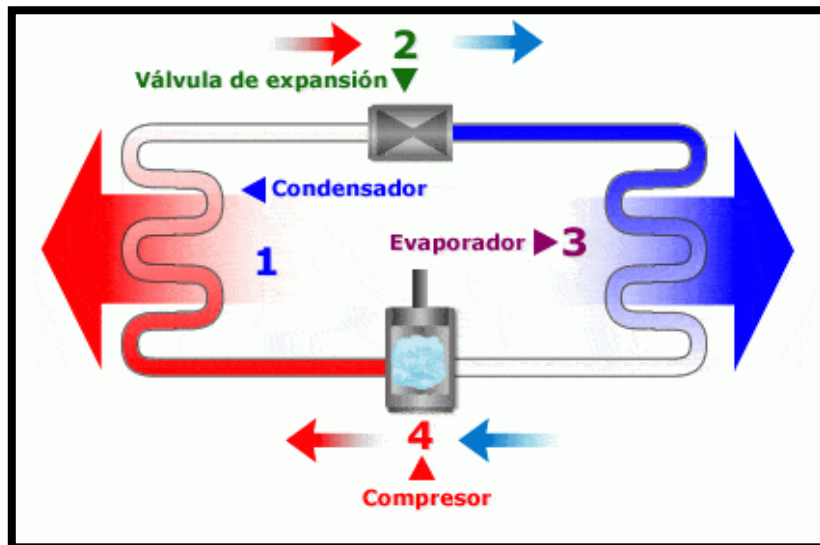 2
Válvula de expansión
Condensador
1
Evaporador 3
4
Compresor